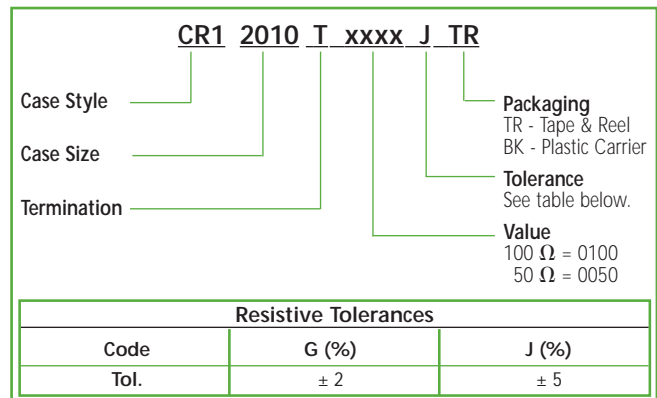 CR1 2010 T xxxx J TR
Case Style
Case Size
Termination
Packaging
TR - Tape & Reel
BK - Plastic Carrier
Tolerance
See table below.
Value
100 Ω = 0100
50 Ω = 0050
Resistive Tolerances
Code G (%) J (%)
Tol. ± 2 ± 5